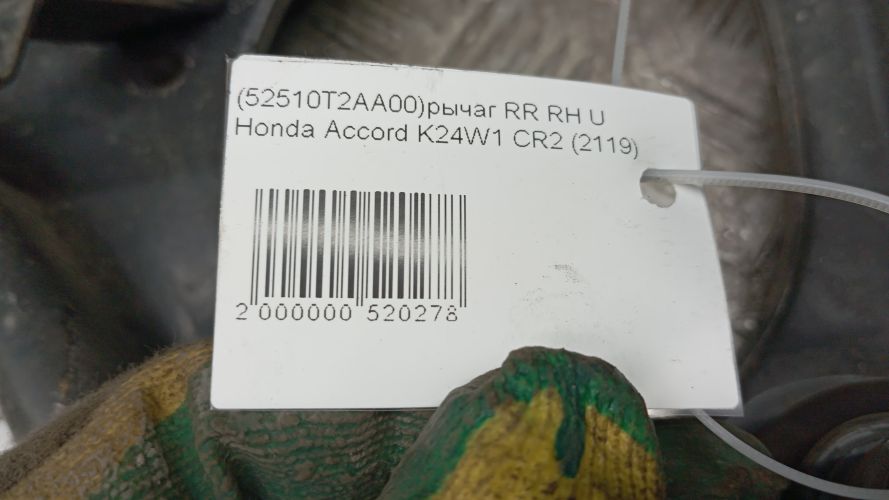 (52510T2AA00)рычаг RR RH U
Honda Accord K24W1 CR2 (2119)
2 000000 520278